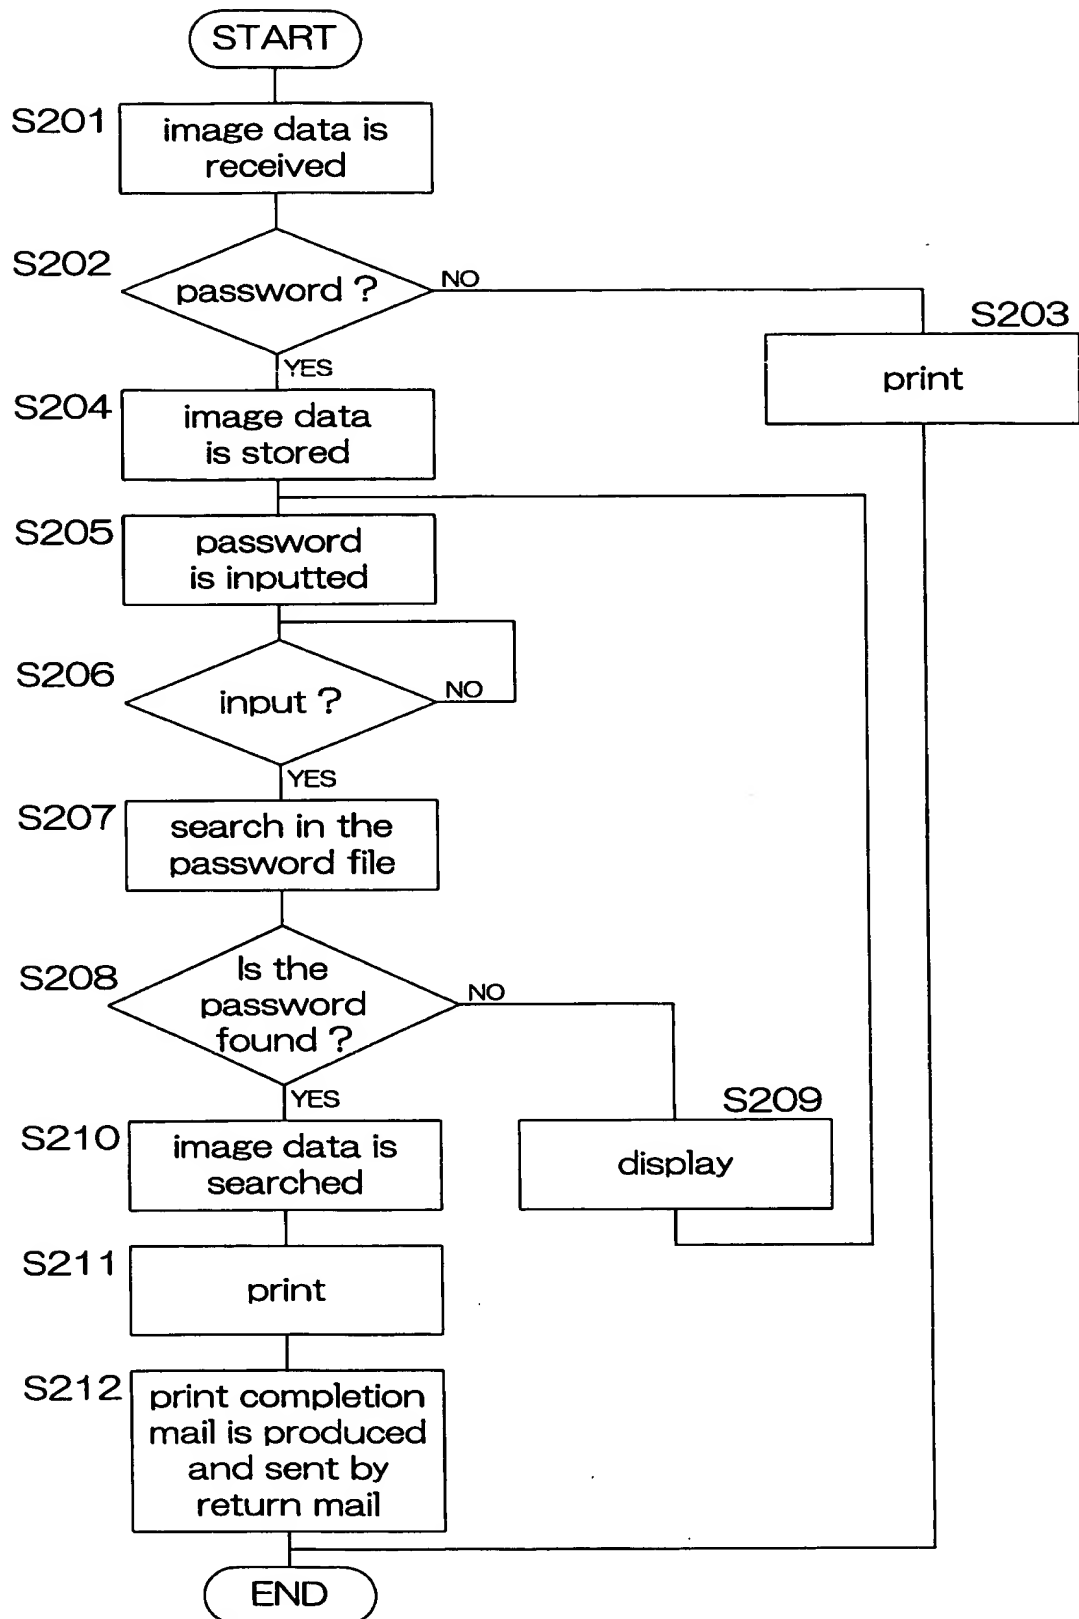 START
S201
image data is
received
S202
password ?
NO
YES
S203
print
S204
image data
is stored
S205
password
is inputted
S206
input ?
NO
YES
S207
search in the
password file
S208
Is the
password
found ?
NO
YES
S209
display
S210
image data is
searched
S211
print
S212
print completion
mail is produced
and sent by
return mail
END